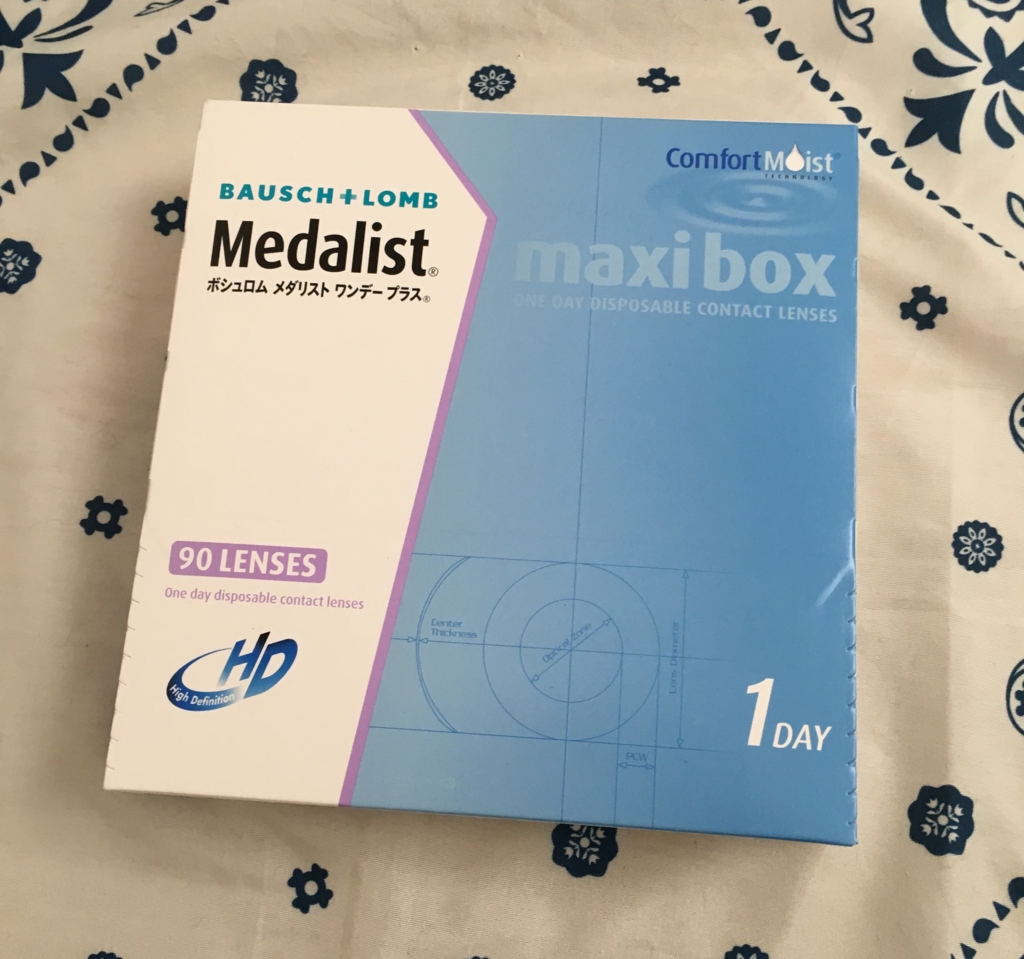 BAUSCH + LOMB
Medalist®
ボシュロム メダリスト ワンデー プラス®
ComfortMoist®
TECHNOLOGY
maxi box
ONE DAY DISPOSABLE CONTACT LENSES
90 LENSES
One day disposable contact lenses
HD
High Definition
Center
Thickness
Optical Zone
Lens Diameter
PCW
1 DAY